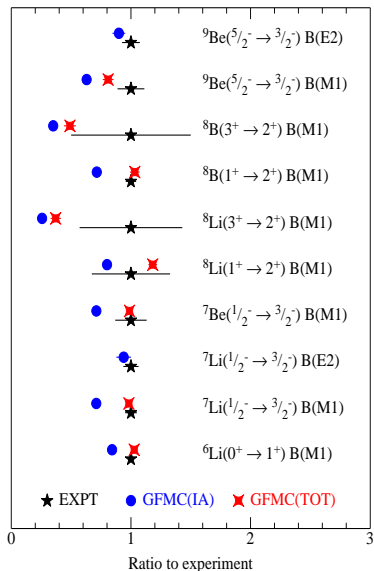 ⁹Be(⁵/₂⁻ → ³/₂⁻) B(E2)
⁹Be(⁵/₂⁻ → ³/₂⁻) B(M1)
⁸B(3⁺ → 2⁺) B(M1)
⁸B(1⁺ → 2⁺) B(M1)
⁸Li(3⁺ → 2⁺) B(M1)
⁸Li(1⁺ → 2⁺) B(M1)
⁷Be(¹/₂⁻ → ³/₂⁻) B(M1)
⁷Li(¹/₂⁻ → ³/₂⁻) B(E2)
⁷Li(¹/₂⁻ → ³/₂⁻) B(M1)
⁶Li(0⁺ → 1⁺) B(M1)
EXPT GFMC(IA) GFMC(TOT)
0 1 2 3
Ratio to experiment